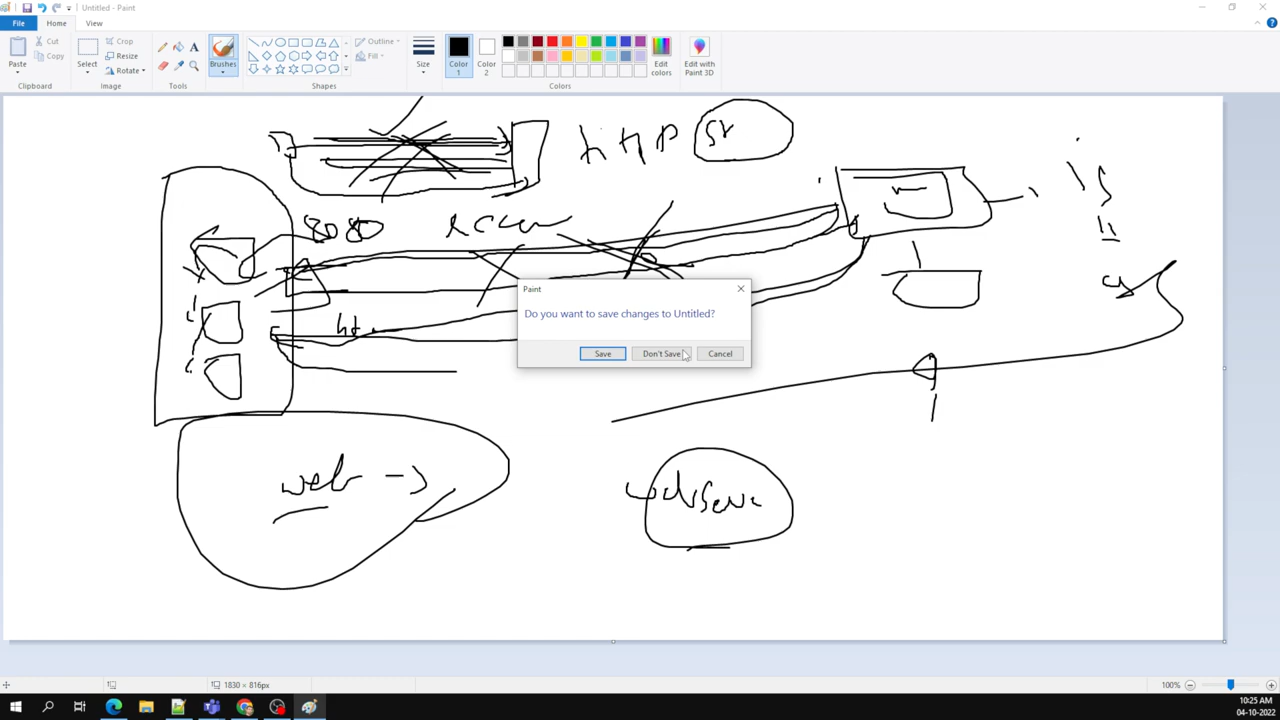 Untitled - Paint
File
Home
View
Paste
Cut
Copy
Clipboard
Select
Crop
Resize
Rotate
Image
Tools
Brushes
Outline
Fill
Shapes
Size
Color 1
Color 2
Edit colors
Colors
Edit with Paint 3D
8080
web
Paint
Do you want to save changes to Untitled?
Save
Don't Save
Cancel
1830 × 816px
100%
10:25 AM
04-10-2022